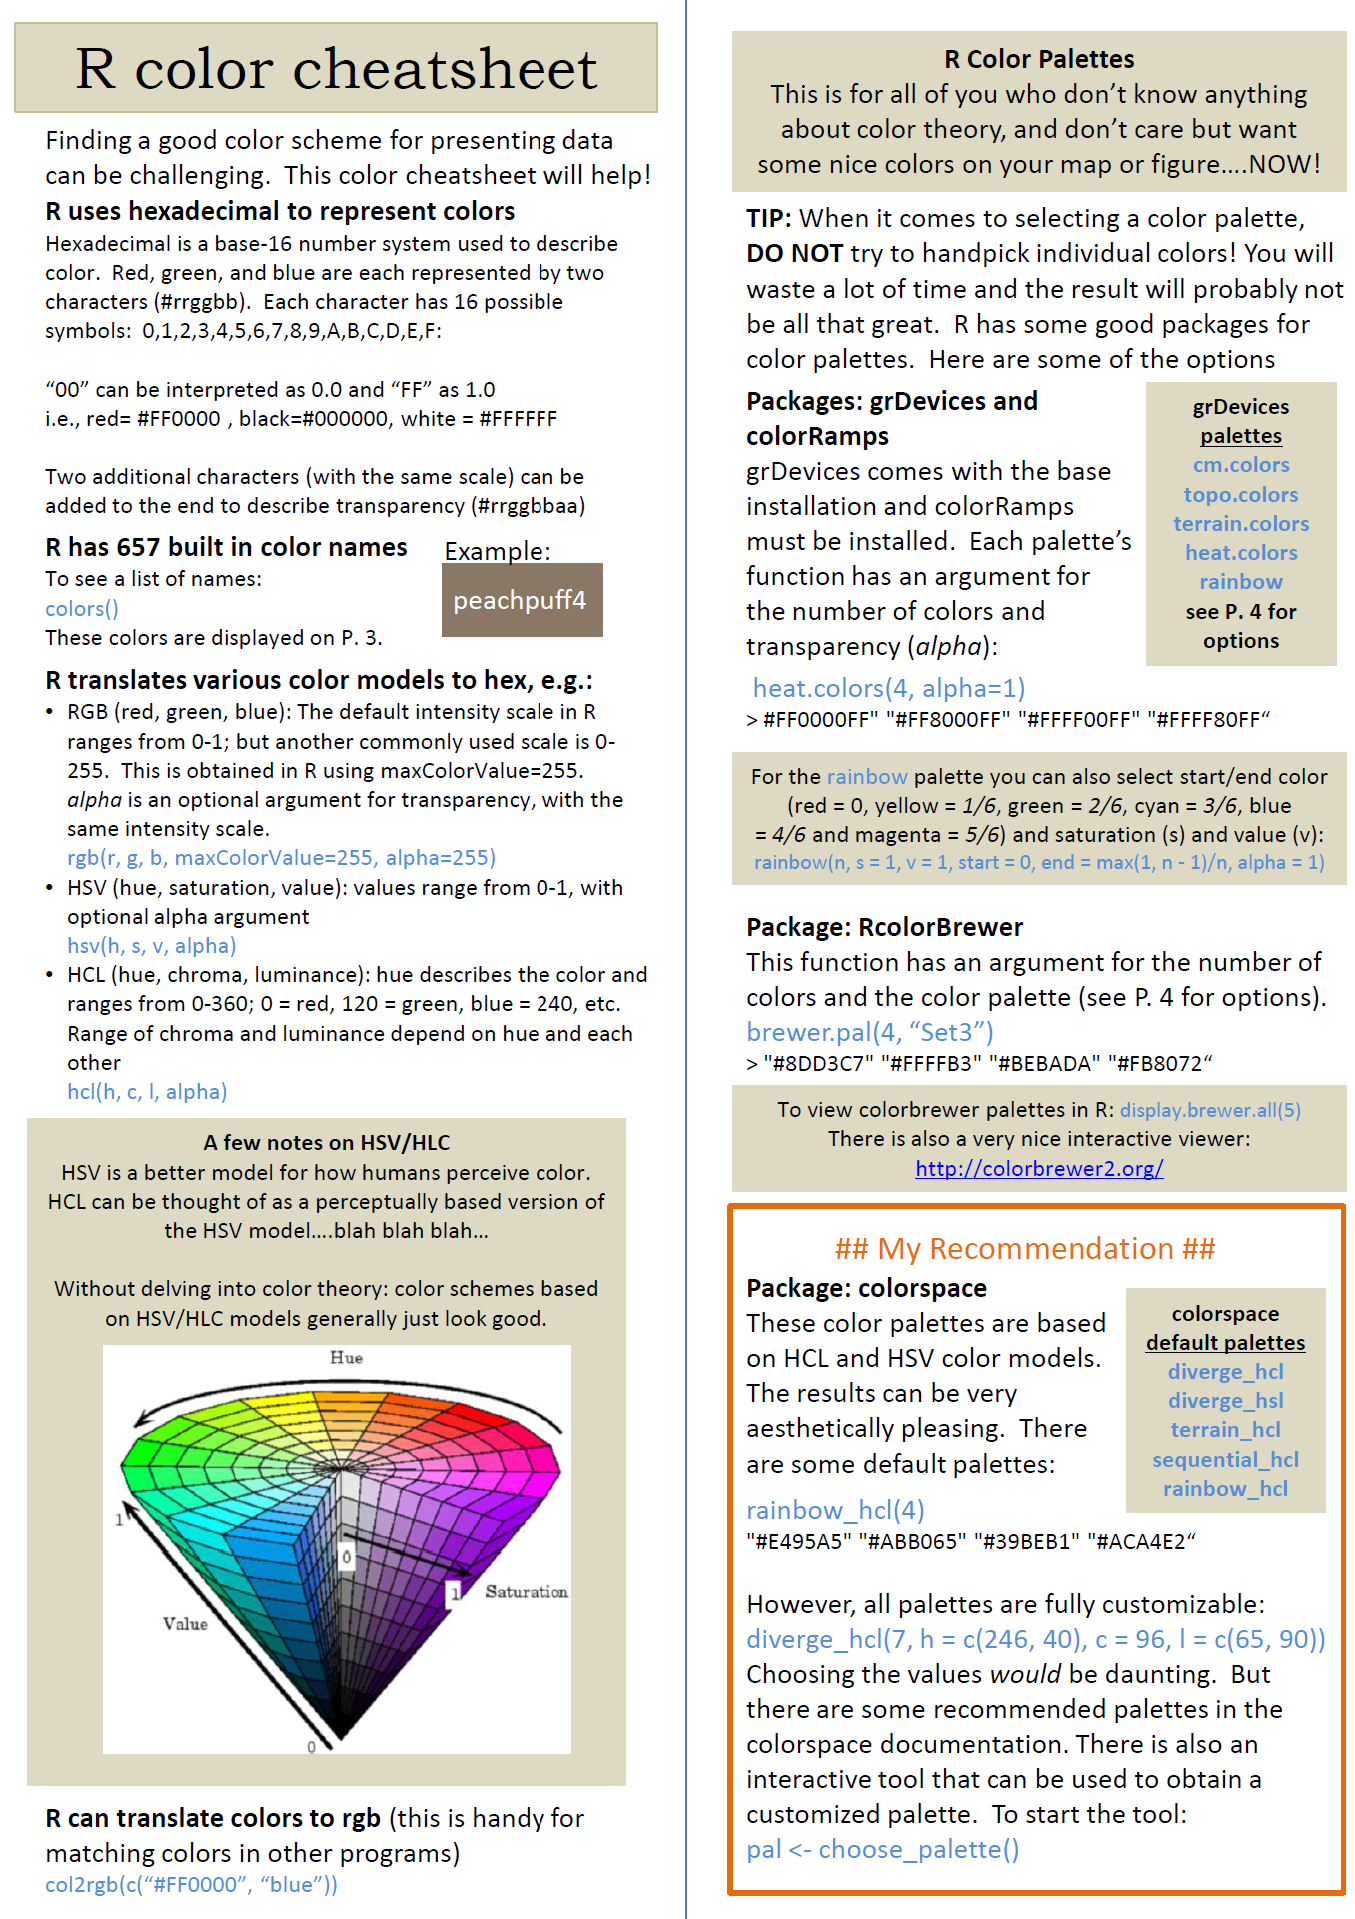 R color cheatsheet
Finding a good color scheme for presenting data
can be challenging.  This color cheatsheet will help!
R uses hexadecimal to represent colors
Hexadecimal is a base-16 number system used to describe
color.  Red, green, and blue are each represented by two
characters (#rrggbb).  Each character has 16 possible
symbols:  0,1,2,3,4,5,6,7,8,9,A,B,C,D,E,F:
“00” can be interpreted as 0.0 and “FF” as 1.0
i.e., red= #FF0000 , black=#000000, white = #FFFFFF
Two additional characters (with the same scale) can be
added to the end to describe transparency (#rrggbbaa)
R has 657 built in color names
To see a list of names:
colors()
These colors are displayed on P. 3.
Example:
peachpuff4
R translates various color models to hex, e.g.:
• RGB (red, green, blue): The default intensity scale in R
ranges from 0-1; but another commonly used scale is 0-
255.  This is obtained in R using maxColorValue=255.
alpha is an optional argument for transparency, with the
same intensity scale.
rgb(r, g, b, maxColorValue=255, alpha=255)
• HSV (hue, saturation, value): values range from 0-1, with
optional alpha argument
hsv(h, s, v, alpha)
• HCL (hue, chroma, luminance): hue describes the color and
ranges from 0-360; 0 = red, 120 = green, blue = 240, etc.
Range of chroma and luminance depend on hue and each
other
hcl(h, c, l, alpha)
A few notes on HSV/HLC
HSV is a better model for how humans perceive color.
HCL can be thought of as a perceptually based version of
the HSV model....blah blah blah...
Without delving into color theory: color schemes based
on HSV/HLC models generally just look good.
Hue
1
0
1
Saturation
Value
0
R can translate colors to rgb (this is handy for
matching colors in other programs)
col2rgb(c(“#FF0000”, “blue”))
R Color Palettes
This is for all of you who don’t know anything
about color theory, and don’t care but want
some nice colors on your map or figure....NOW!
TIP: When it comes to selecting a color palette,
DO NOT try to handpick individual colors! You will
waste a lot of time and the result will probably not
be all that great.  R has some good packages for
color palettes.  Here are some of the options
Packages: grDevices and
colorRamps
grDevices comes with the base
installation and colorRamps
must be installed.  Each palette’s
function has an argument for
the number of colors and
transparency (alpha):
heat.colors(4, alpha=1)
> #FF0000FF" "#FF8000FF" "#FFFF00FF" "#FFFF80FF“
grDevices
palettes
cm.colors
topo.colors
terrain.colors
heat.colors
rainbow
see P. 4 for
options
For the rainbow palette you can also select start/end color
(red = 0, yellow = 1/6, green = 2/6, cyan = 3/6, blue
= 4/6 and magenta = 5/6) and saturation (s) and value (v):
rainbow(n, s = 1, v = 1, start = 0, end = max(1, n - 1)/n, alpha = 1)
Package: RcolorBrewer
This function has an argument for the number of
colors and the color palette (see P. 4 for options).
brewer.pal(4, “Set3”)
> "#8DD3C7" "#FFFFB3" "#BEBADA" "#FB8072“
To view colorbrewer palettes in R: display.brewer.all(5)
There is also a very nice interactive viewer:
http://colorbrewer2.org/
## My Recommendation ##
Package: colorspace
These color palettes are based
on HCL and HSV color models.
The results can be very
aesthetically pleasing.  There
are some default palettes:
rainbow_hcl(4)
"#E495A5" "#ABB065" "#39BEB1" "#ACA4E2“
colorspace
default palettes
diverge_hcl
diverge_hsl
terrain_hcl
sequential_hcl
rainbow_hcl
However, all palettes are fully customizable:
diverge_hcl(7, h = c(246, 40), c = 96, l = c(65, 90))
Choosing the values would be daunting.  But
there are some recommended palettes in the
colorspace documentation. There is also an
interactive tool that can be used to obtain a
customized palette.  To start the tool:
pal <- choose_palette()